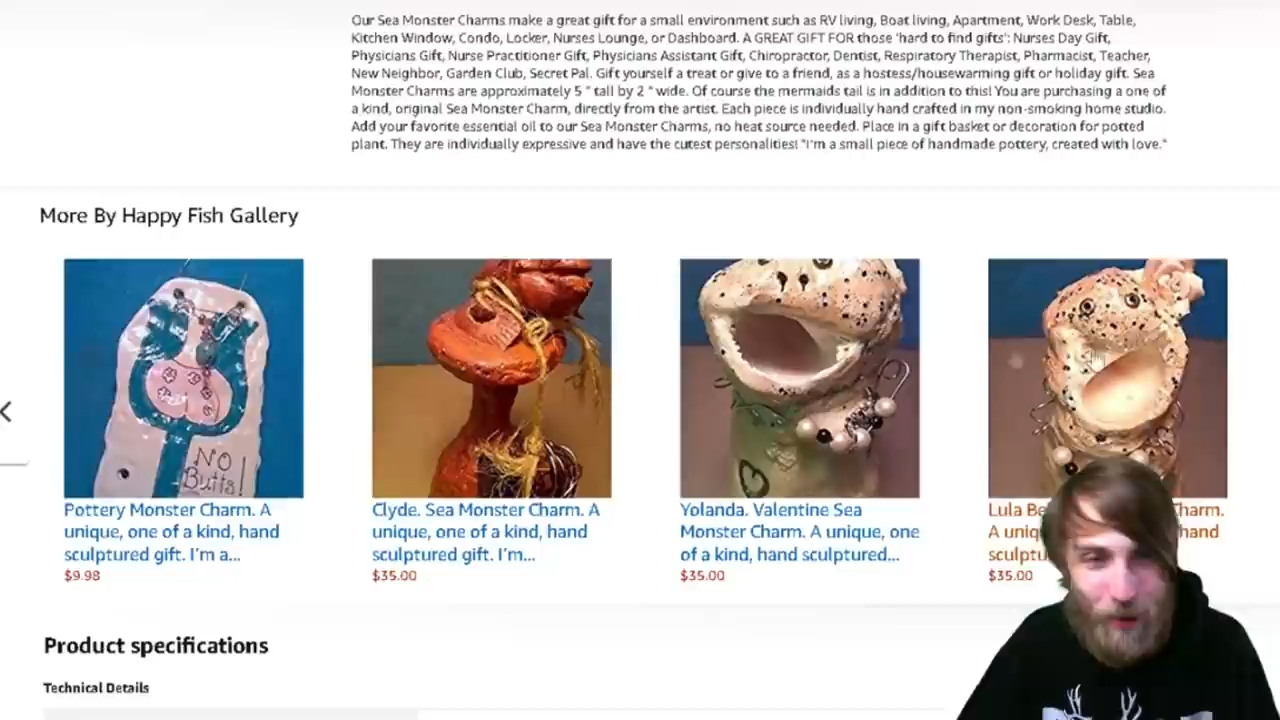 Our Sea Monster Charms make a great gift for a small environment such as RV living, Boat living, Apartment, Work Desk, Table,
Kitchen Window, Condo, Locker, Nurses Lounge, or Dashboard. A GREAT GIFT FOR those 'hard to find gifts': Nurses Day Gift,
Physicians Gift, Nurse Practitioner Gift, Physicians Assistant Gift, Chiropractor, Dentist, Respiratory Therapist, Pharmacist, Teacher,
New Neighbor, Garden Club, Secret Pal. Gift yourself a treat or give to a friend, as a hostess/housewarming gift or holiday gift. Sea
Monster Charms are approximately 5 " tall by 2 " wide. Of course the mermaids tail is in addition to this! You are purchasing a one of
a kind, original Sea Monster Charm, directly from the artist. Each piece is individually hand crafted in my non-smoking home studio.
Add your favorite essential oil to our Sea Monster Charms, no heat source needed. Place in a gift basket or decoration for potted
plant. They are individually expressive and have the cutest personalities! "I'm a small piece of handmade pottery, created with love."
More By Happy Fish Gallery
NO
Butts!
Pottery Monster Charm. A
unique, one of a kind, hand
sculptured gift. I'm a...
$9.98
Clyde. Sea Monster Charm. A
unique, one of a kind, hand
sculptured gift. I'm...
$35.00
Yolanda. Valentine Sea
Monster Charm. A unique, one
of a kind, hand sculptured...
$35.00
Lula Charm.
A hand
$35.00
Product specifications
Technical Details